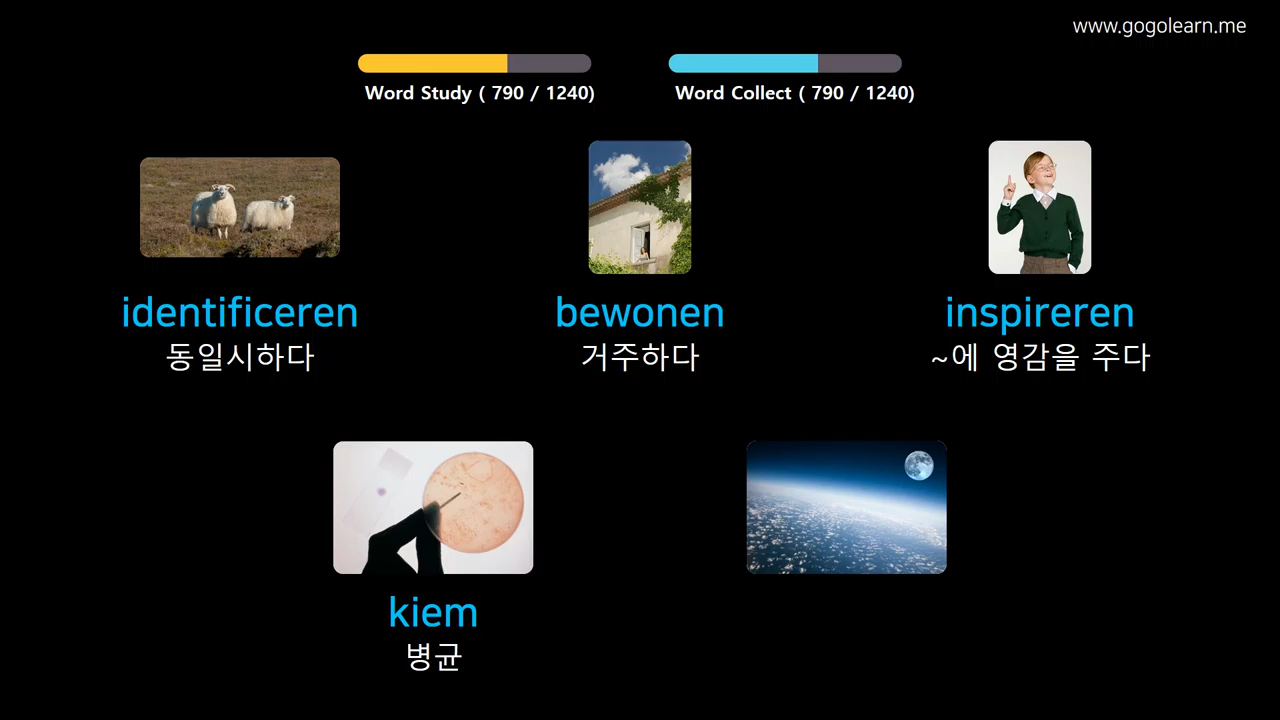 www.gogolearn.me
Word Study ( 790 / 1240)
Word Collect ( 790 / 1240)
identificeren
동일시하다
bewonen
거주하다
inspireren
~에 영감을 주다
kiem
병균